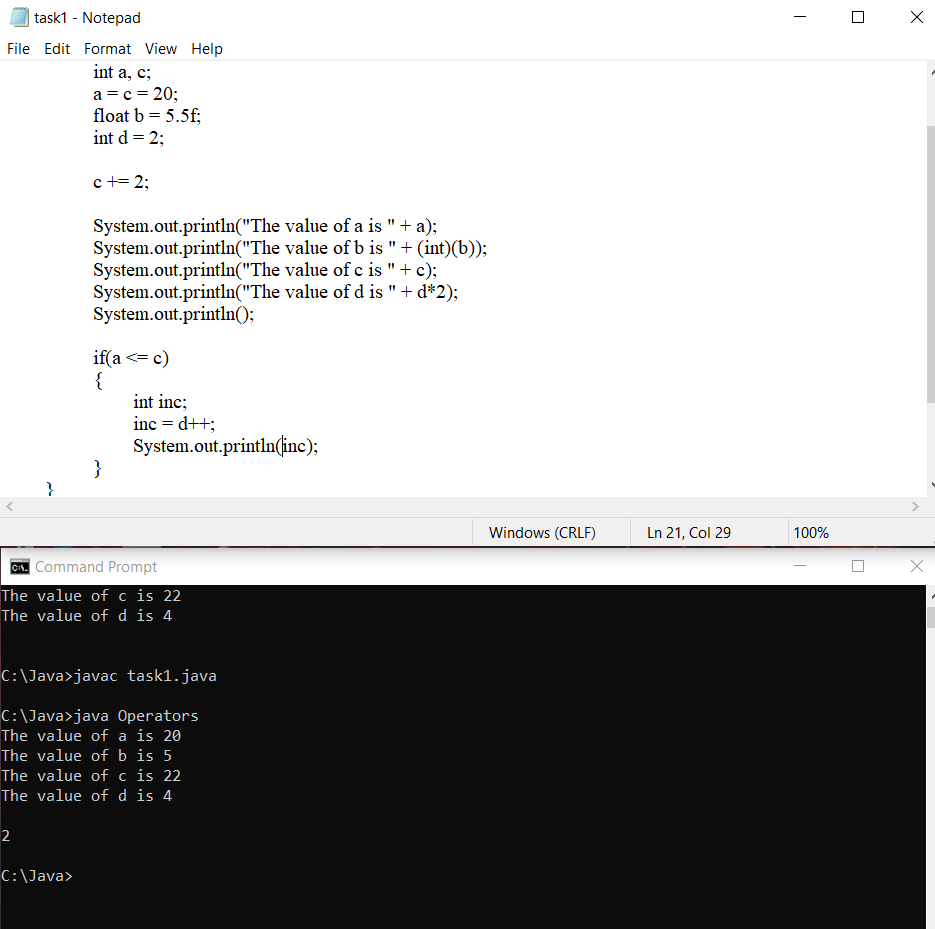 task1 - Notepad
File Edit Format View Help
int a, c;
a = c = 20;
float b = 5.5f;
int d = 2;
c += 2;
System.out.println("The value of a is " + a);
System.out.println("The value of b is " + (int)(b));
System.out.println("The value of c is " + c);
System.out.println("The value of d is " + d*2);
System.out.println();
if(a <= c)
{
int inc;
inc = d++;
System.out.println(inc);
}
}
Windows (CRLF) Ln 21, Col 29 100%
C:\. Command Prompt
The value of c is 22
The value of d is 4
C:\Java>javac task1.java
C:\Java>java Operators
The value of a is 20
The value of b is 5
The value of c is 22
The value of d is 4
2
C:\Java>